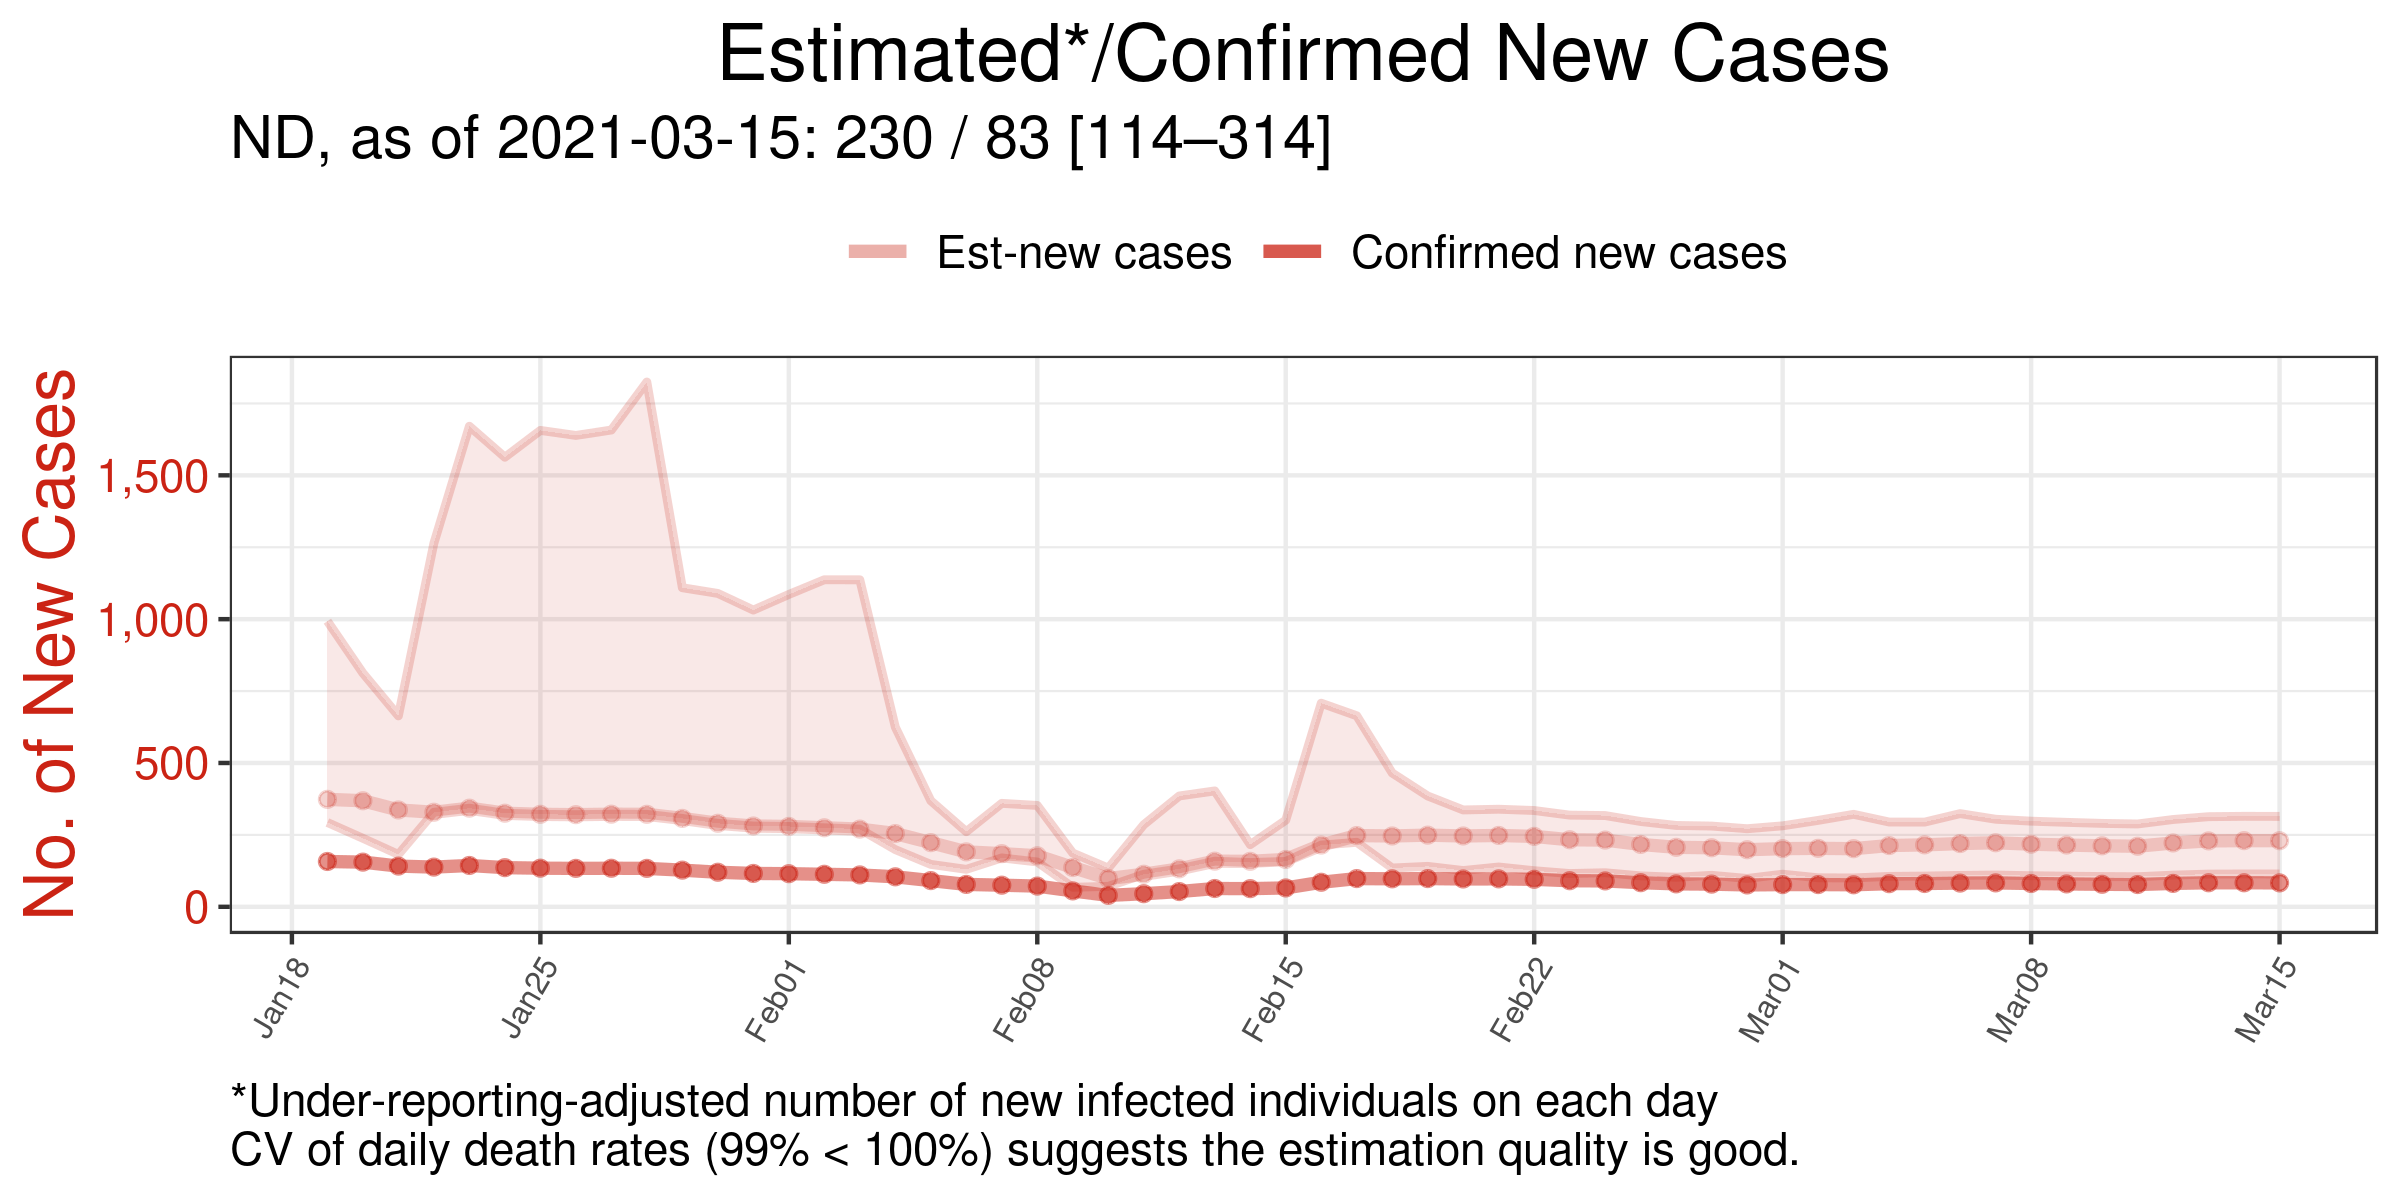 Estimated*/Confirmed New Cases
ND, as of 2021-03-15: 230 / 83 [114–314]
Est-new cases
Confirmed new cases
No. of New Cases
1,500
1,000
500
0
Jan18
Jan25
Feb01
Feb08
Feb15
Feb22
Mar01
Mar08
Mar15
*Under-reporting-adjusted number of new infected individuals on each day
CV of daily death rates (99% < 100%) suggests the estimation quality is good.